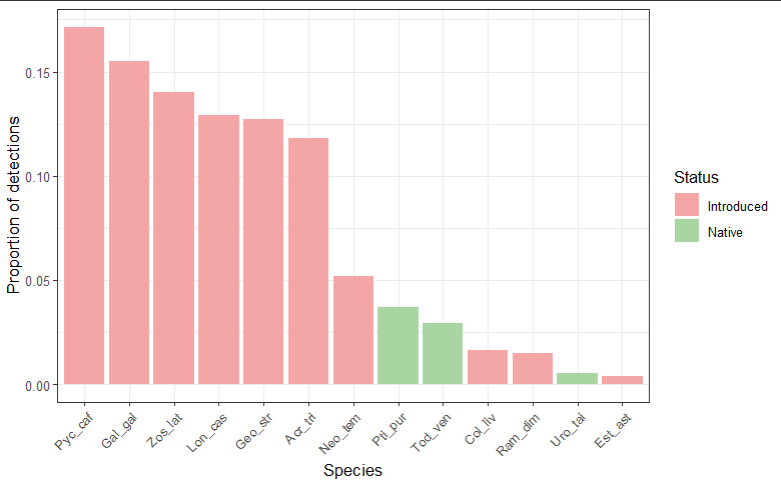 Proportion of detections
0.15
0.10
0.05
0.00
Pyc_caf
Gal_gal
Zos_lat
Lon_cas
Geo_str
Acr_tri
Neo_tem
Pti_pur
Tod_ven
Col_liv
Ram_dim
Uro_tai
Est_ast
Species
Status
Introduced
Native